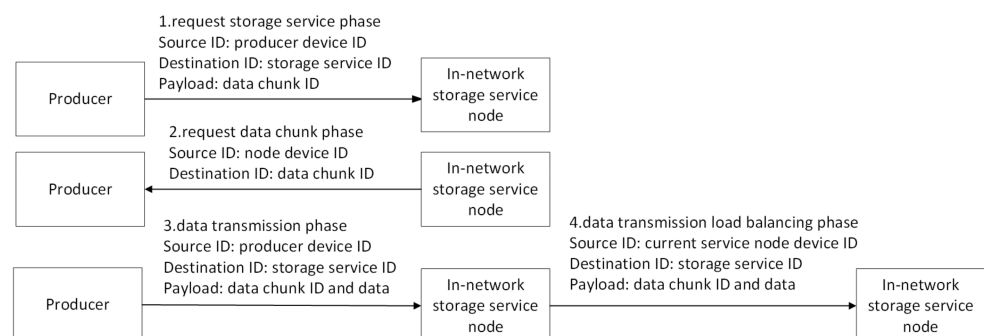 1.request storage service phase
Source ID: producer device ID
Destination ID: storage service ID
Payload: data chunk ID
Producer
In-network
storage service
node
2.request data chunk phase
Source ID: node device ID
Destination ID: data chunk ID
Producer
In-network
storage service
node
3.data transmission phase
Source ID: producer device ID
Destination ID: storage service ID
Payload: data chunk ID and data
4.data transmission load balancing phase
Source ID: current service node device ID
Destination ID: storage service ID
Payload: data chunk ID and data
Producer
In-network
storage service
node
In-network
storage service
node